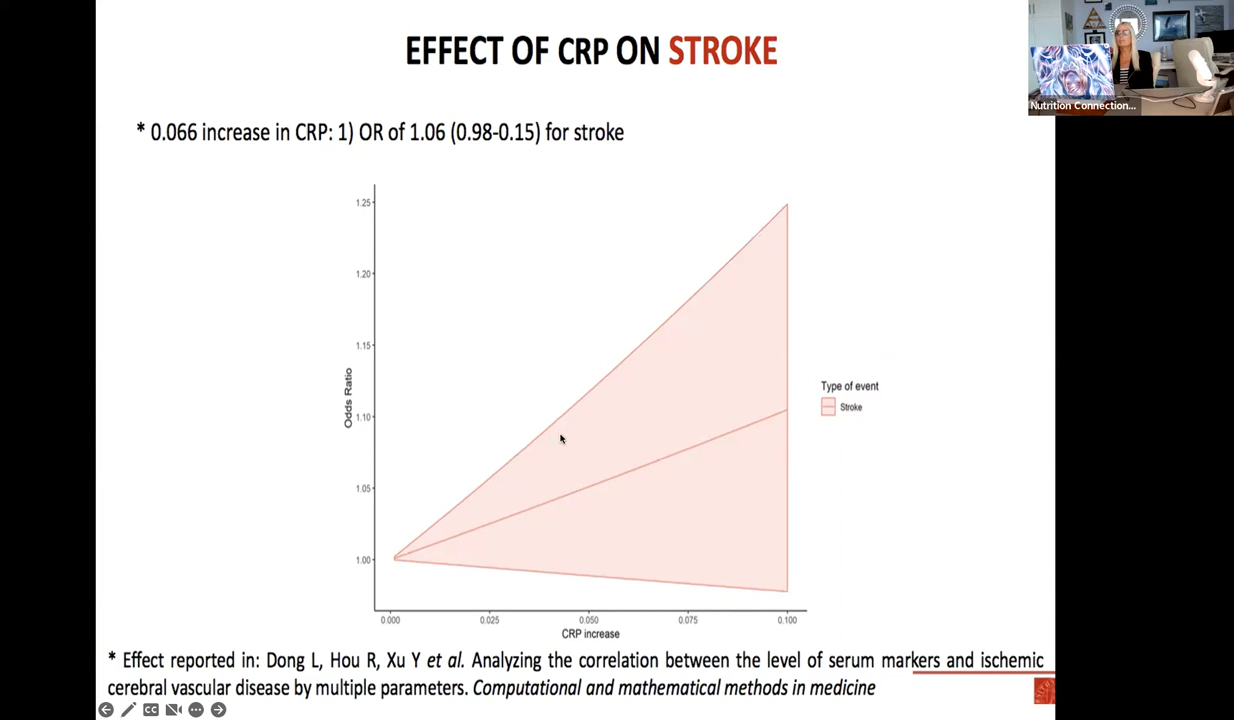 EFFECT OF CRP ON STROKE
Nutrition Connection...
* 0.066 increase in CRP: 1) OR of 1.06 (0.98-0.15) for stroke
1.25
1.20
1.15
1.10
1.05
1.00
Odds Ratio
0.000 0.025 0.050 0.075 0.100
CRP increase
Type of event
Stroke
* Effect reported in: Dong L, Hou R, Xu Y et al. Analyzing the correlation between the level of serum markers and ischemic
cerebral vascular disease by multiple parameters. Computational and mathematical methods in medicine
CC